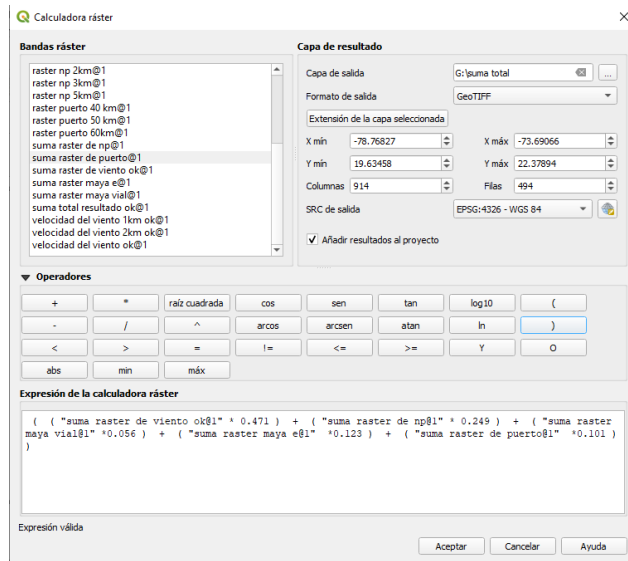 Calculadora ráster
Bandas ráster
raster np 2km@1
raster np 3km@1
raster np 5km@1
raster puerto 40 km@1
raster puerto 50 km@1
raster puerto 60km@1
suma raster de np@1
suma raster de puerto@1
suma raster de viento ok@1
suma raster maya e@1
suma raster maya vial@1
suma total resultado ok@1
velocidad del viento 1km ok@1
velocidad del viento 2km ok@1
velocidad del viento ok@1
Capa de resultado
Capa de salida G:\suma total ...
Formato de salida GeoTIFF
Extensión de la capa seleccionada
X mín -78.76827 X máx -73.69066
Y mín 19.63458 Y máx 22.37894
Columnas 914 Filas 494
SRC de salida EPSG:4326 - WGS 84
Añadir resultados al proyecto
Operadores
+ * raíz cuadrada cos sen tan log10 (
- / ^ arcos arcsen atan ln )
< > = != <= >= Y O
abs min máx
Expresión de la calculadora ráster
( ( "suma raster de viento ok@1" * 0.471 ) + ( "suma raster de np@1" * 0.249 ) + ( "suma raster
maya vial@1" *0.056 ) + ( "suma raster maya e@1" *0.123 ) + ( "suma raster de puerto@1" *0.101 )
)
Expresión válida
Aceptar Cancelar Ayuda